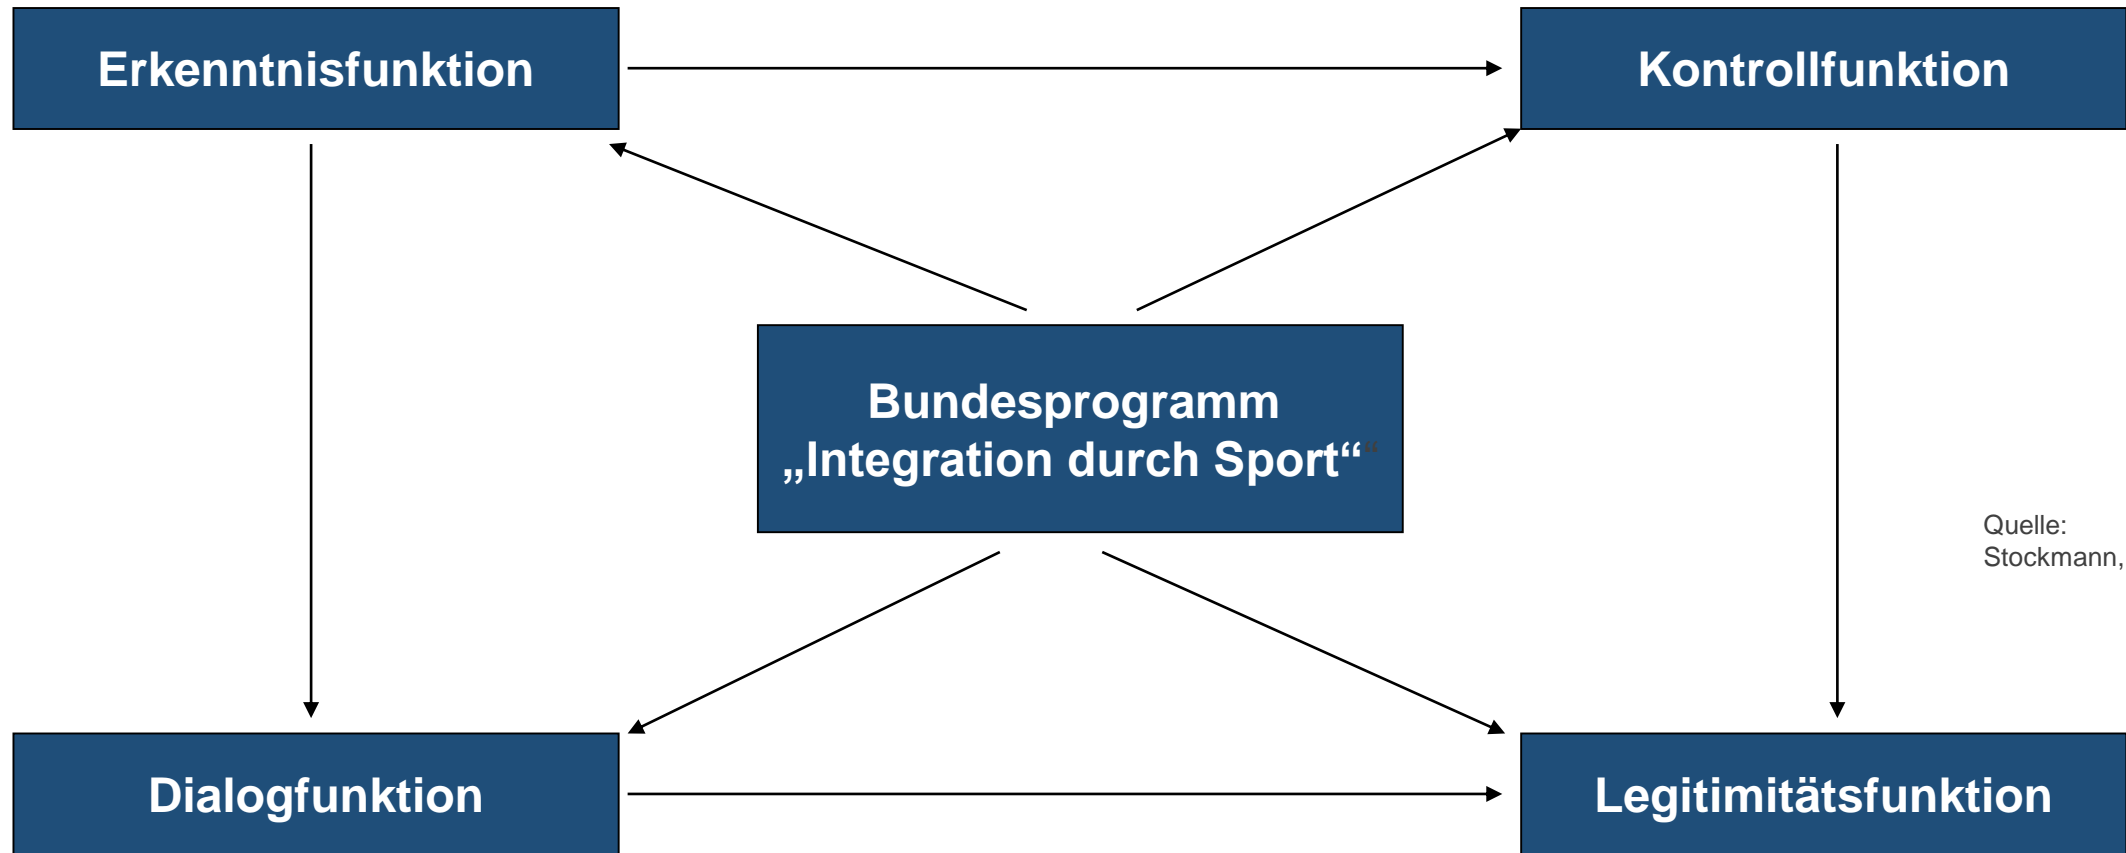 Erkenntnisfunktion
Kontrollfunktion
Bundesprogramm
„Integration durch Sport““
Quelle:
Stockmann,
Dialogfunktion
Legitimitätsfunktion